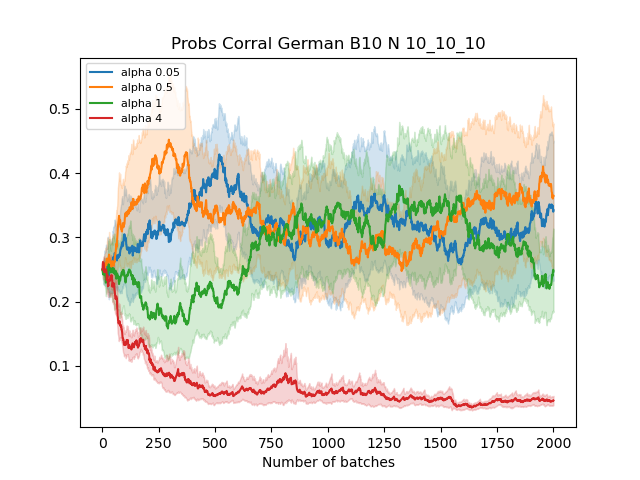 Probs Corral German B10 N 10_10_10
alpha 0.05
alpha 0.5
alpha 1
alpha 4
0.5
0.4
0.3
0.2
0.1
0 250 500 750 1000 1250 1500 1750 2000
Number of batches